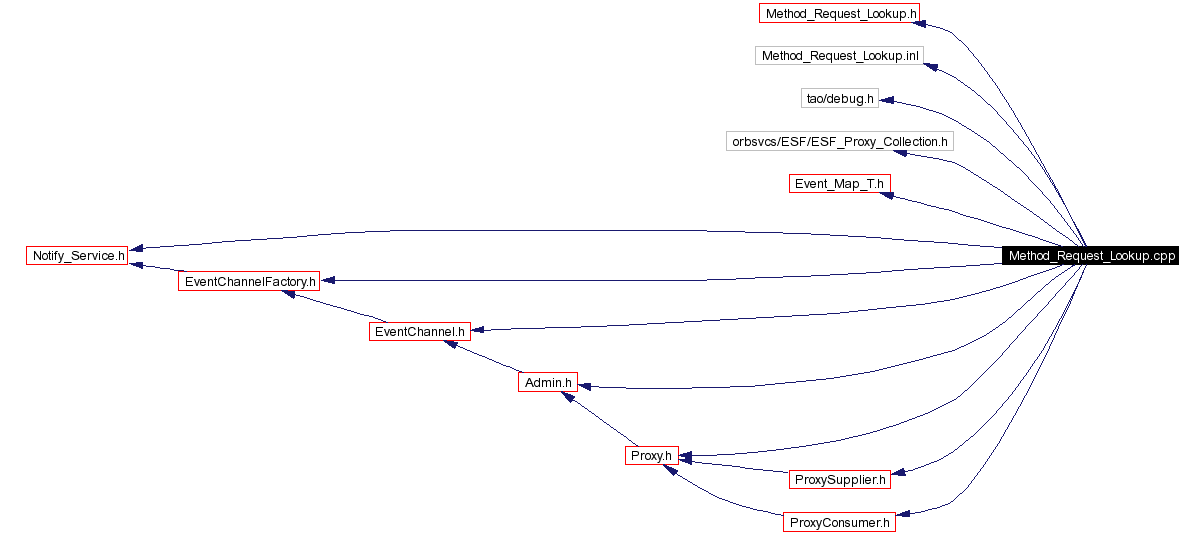 Method_Request_Lookup.h
Method_Request_Lookup.inl
tao/debug.h
orbsvcs/ESF/ESF_Proxy_Collection.h
Event_Map_T.h
Notify_Service.h
Method_Request_Lookup.cpp
EventChannelFactory.h
EventChannel.h
Admin.h
Proxy.h
ProxySupplier.h
ProxyConsumer.h